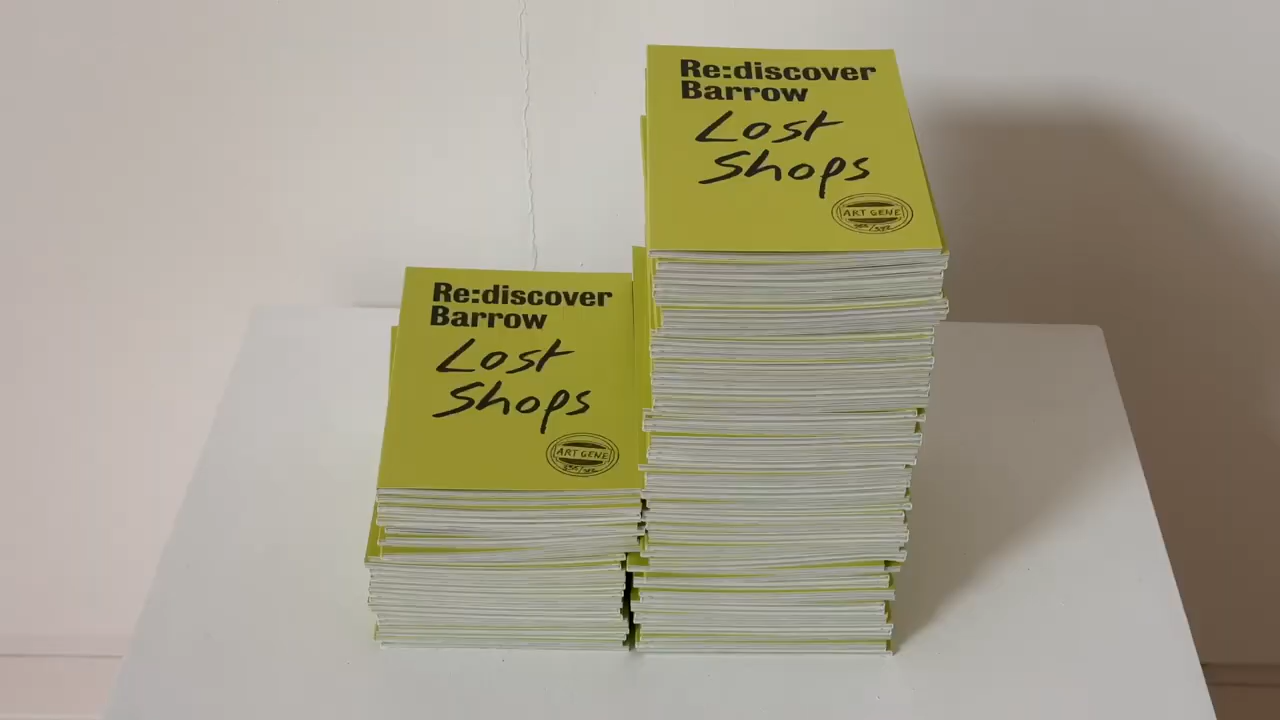 Re:discover
Barrow
Lost
Shops
ART GENE
Re:discover
Barrow
Lost
Shops
ART GENE